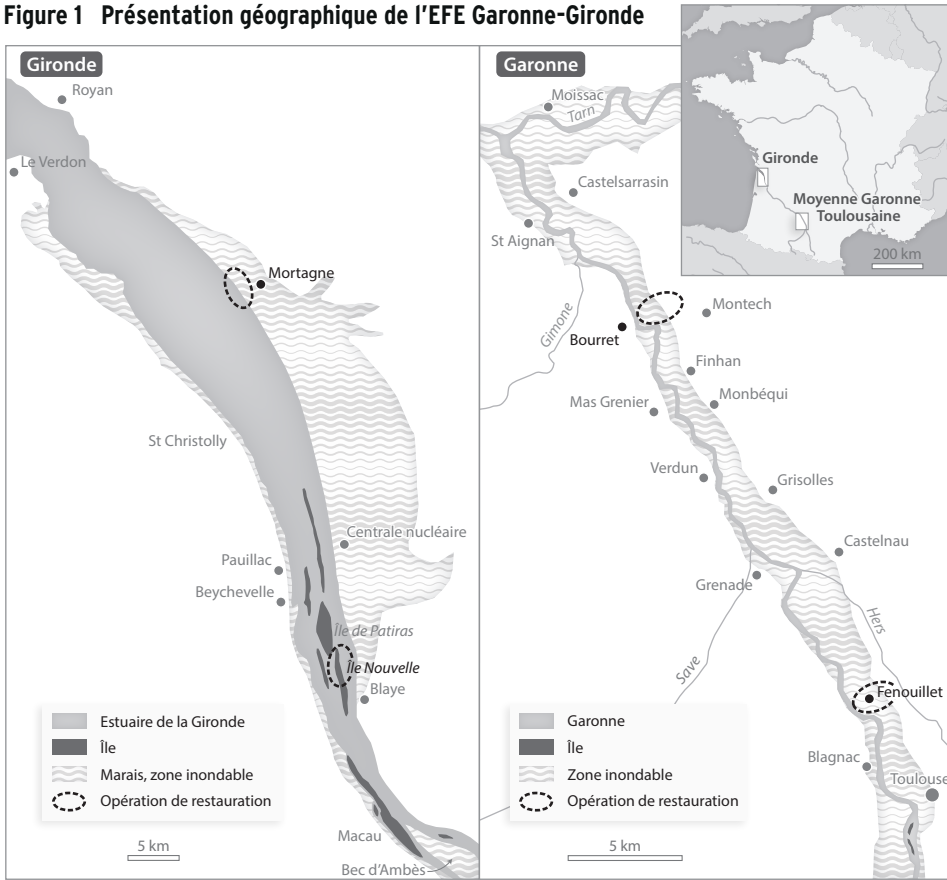 Figure 1 Présentation géographique de l'EFE Garonne-Gironde
Gironde
Royan
Le Verdon
Mortagne
St Christolly
Centrale nucléaire
Pauillac
Beychevelle
Île de Patiras
Île Nouvelle
Blaye
Estuaire de la Gironde
Île
Marais, zone inondable
Opération de restauration
Macau
5 km
Bec d'Ambès
Garonne
Moissac
Tarn
Castelsarrasin
St Aignan
Gimone
Montech
Bourret
Finhan
Mas Grenier
Monbéqui
Verdun
Grisolles
Castelnau
Grenade
Hers
Save
Fenouillet
Blagnac
Toulouse
Garonne
Île
Zone inondable
Opération de restauration
5 km
Gironde
Moyenne Garonne
Toulousaine
200 km